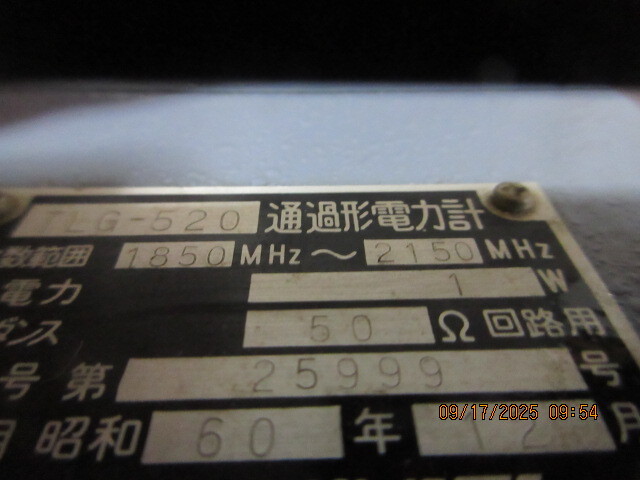 TLG-520 通過形電力計
数範囲 1850 MHz ~ 2150 MHz
電力 1 W
ダンス 50 Ω 回路用
号 第 25999 号
昭和 60 年 12 月
09/17/2025 09:54